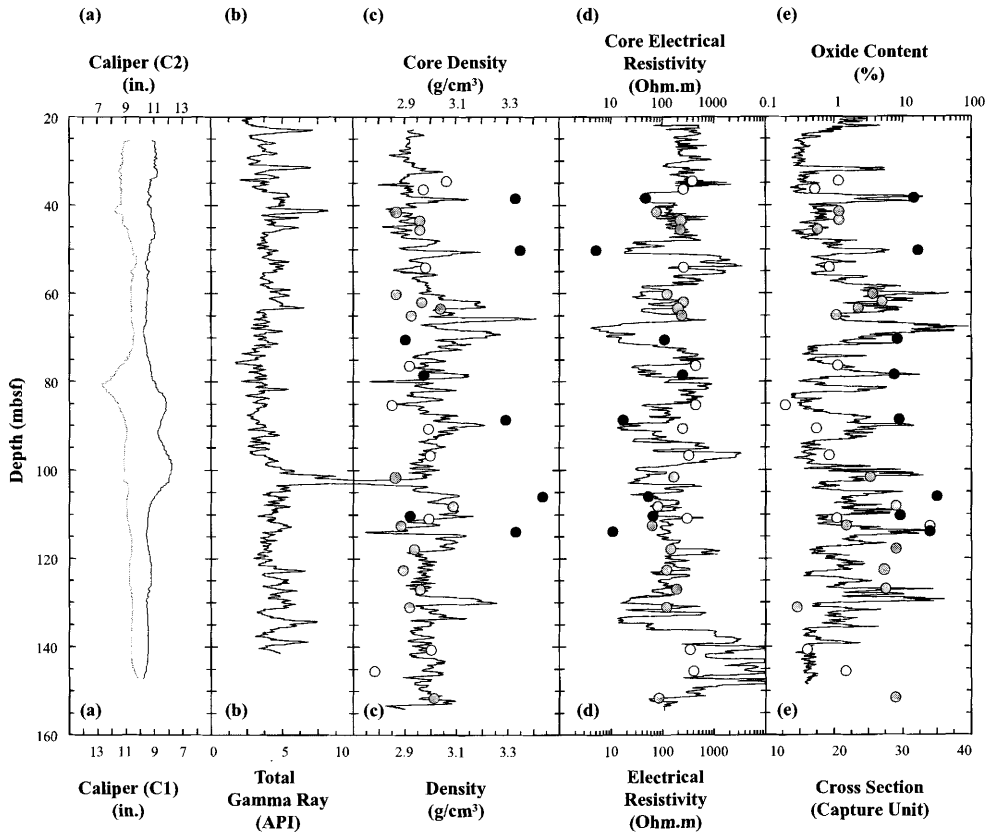 (a) (b) (c) (d) (e)
Caliper (C2)
(in.)
Core Density
(g/cm³)
Core Electrical
Resistivity
(Ohm.m)
Oxide Content
(%)
7 9 11 13
2.9 3.1 3.3
10 100 1000
0.1 1 10 100
20
40
60
80
100
120
140
160
Depth (mbsf)
(a) (b) (c) (d) (e)
13 11 9 7
0 5 10
2.9 3.1 3.3
10 100 1000
10 20 30 40
Caliper (C1)
(in.)
Total
Gamma Ray
(API)
Density
(g/cm³)
Electrical
Resistivity
(Ohm.m)
Cross Section
(Capture Unit)